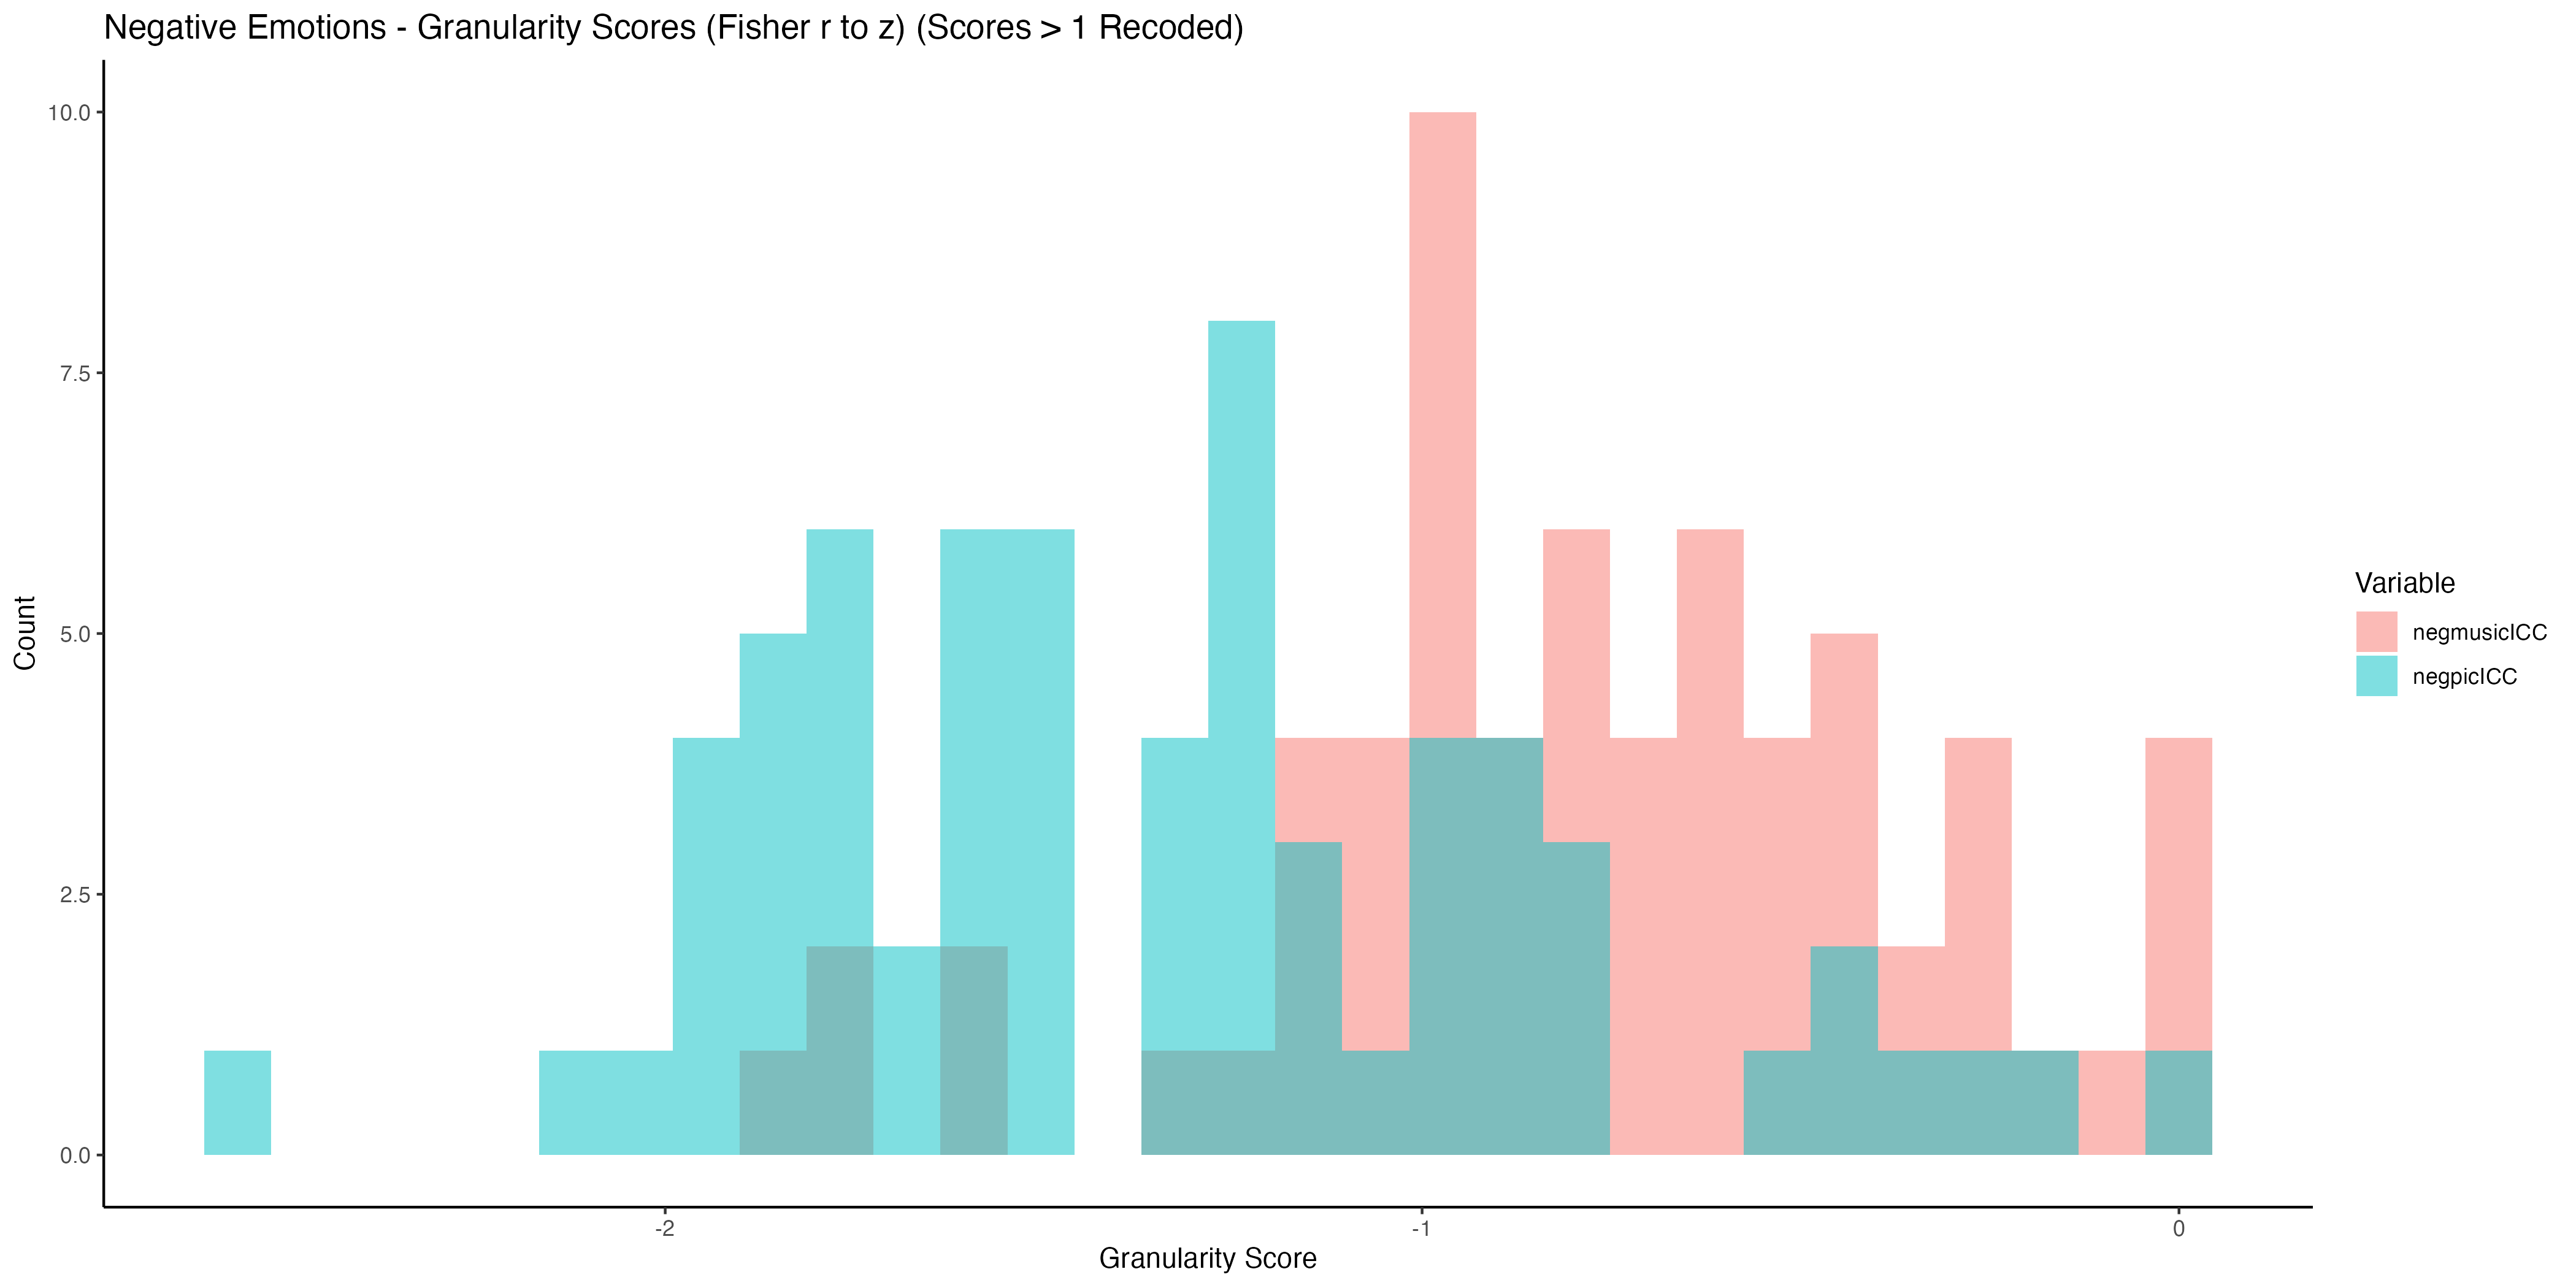 Negative Emotions - Granularity Scores (Fisher r to z) (Scores > 1 Recoded)
10.0
7.5
5.0
2.5
0.0
Count
-2
-1
0
Granularity Score
Variable
negmusicICC
negpicICC